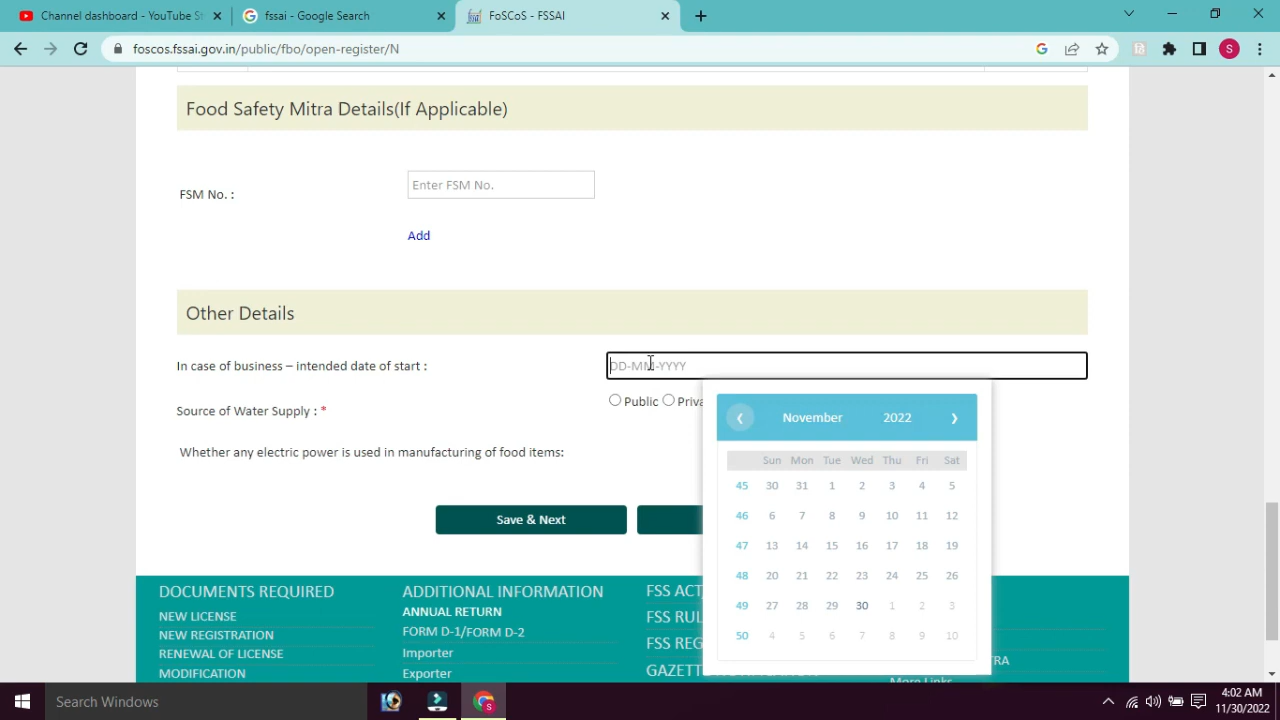 Channel dashboard - YouTube St
fssai - Google Search
FoSCoS - FSSAI
foscos.fssai.gov.in/public/fbo/open-register/N
S
Food Safety Mitra Details(If Applicable)
FSM No. :
Enter FSM No.
Add
Other Details
In case of business – intended date of start :
DD-MM-YYYY
Source of Water Supply : *
Public
Priva
November 2022
Sun Mon Tue Wed Thu Fri Sat
45 30 31 1 2 3 4 5
46 6 7 8 9 10 11 12
47 13 14 15 16 17 18 19
48 20 21 22 23 24 25 26
49 27 28 29 30 1 2 3
50 4 5 6 7 8 9 10
Whether any electric power is used in manufacturing of food items:
Save & Next
DOCUMENTS REQUIRED
NEW LICENSE
NEW REGISTRATION
RENEWAL OF LICENSE
MODIFICATION
ADDITIONAL INFORMATION
ANNUAL RETURN
FORM D-1/FORM D-2
Importer
Exporter
FSS ACT
FSS RUL
FSS REG
TRA
Search Windows
4:02 AM
11/30/2022